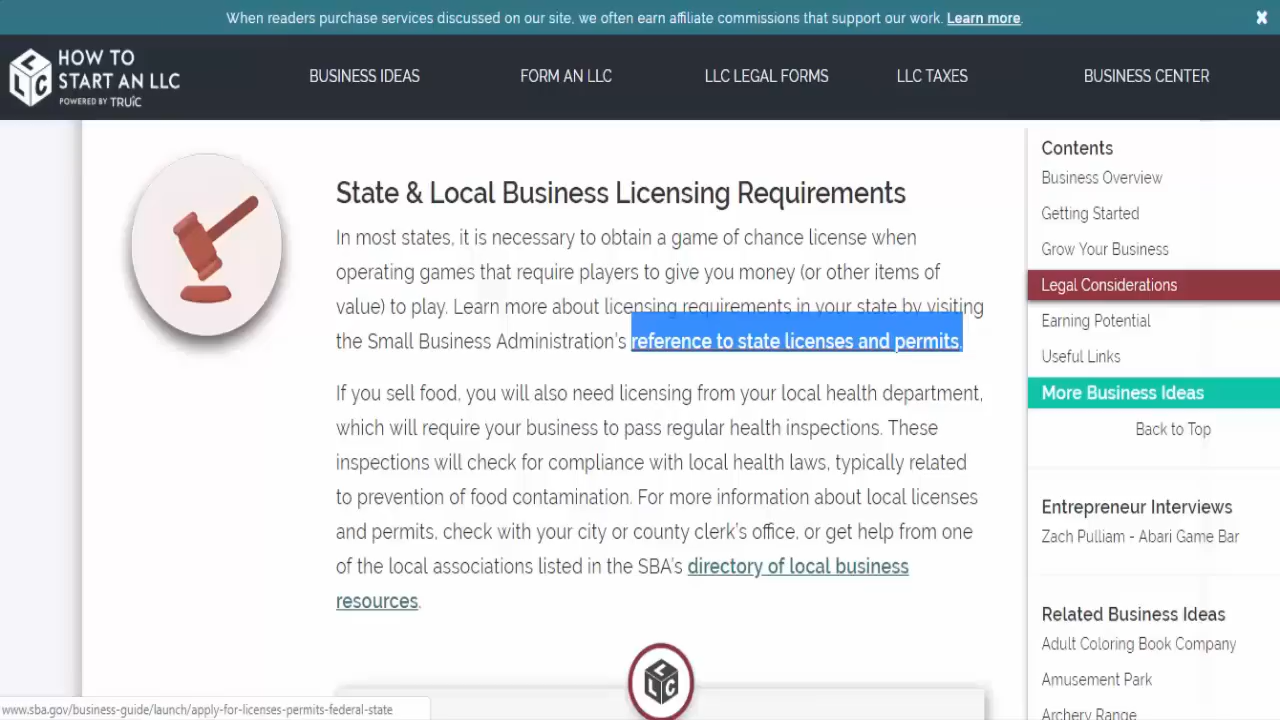 When readers purchase services discussed on our site, we often earn affiliate commissions that support our work. Learn more.
HOW TO
START AN LLC
POWERED BY TRUiC
BUSINESS IDEAS
FORM AN LLC
LLC LEGAL FORMS
LLC TAXES
BUSINESS CENTER
State & Local Business Licensing Requirements
In most states, it is necessary to obtain a game of chance license when
operating games that require players to give you money (or other items of
value) to play. Learn more about licensing requirements in your state by visiting
the Small Business Administration's reference to state licenses and permits.
If you sell food, you will also need licensing from your local health department,
which will require your business to pass regular health inspections. These
inspections will check for compliance with local health laws, typically related
to prevention of food contamination. For more information about local licenses
and permits, check with your city or county clerk's office, or get help from one
of the local associations listed in the SBA's directory of local business
resources.
LLC
Contents
Business Overview
Getting Started
Grow Your Business
Legal Considerations
Earning Potential
Useful Links
More Business Ideas
Back to Top
Entrepreneur Interviews
Zach Pulliam - Abari Game Bar
Related Business Ideas
Adult Coloring Book Company
Amusement Park
Archery Range
www.sba.gov/business-guide/launch/apply-for-licenses-permits-federal-state